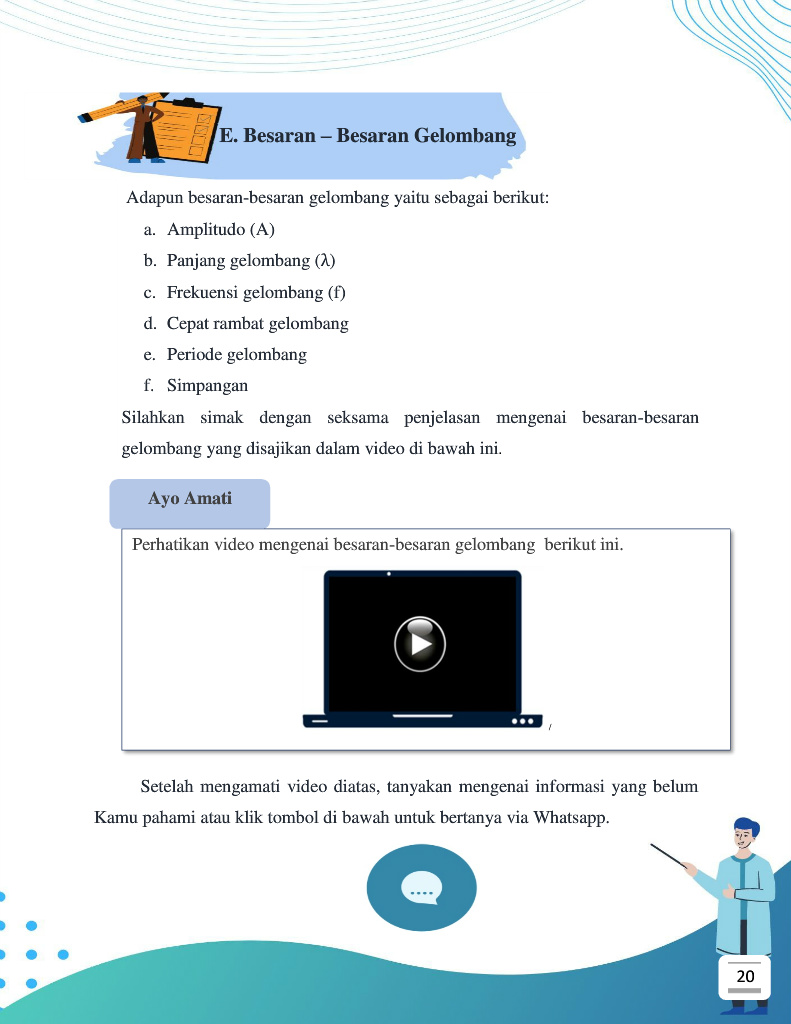 E. Besaran – Besaran Gelombang
Adapun besaran-besaran gelombang yaitu sebagai berikut:
a. Amplitudo (A)
b. Panjang gelombang (λ)
c. Frekuensi gelombang (f)
d. Cepat rambat gelombang
e. Periode gelombang
f. Simpangan
Silahkan simak dengan seksama penjelasan mengenai besaran-besaran
gelombang yang disajikan dalam video di bawah ini.
Ayo Amati
Perhatikan video mengenai besaran-besaran gelombang berikut ini.
/
Setelah mengamati video diatas, tanyakan mengenai informasi yang belum
Kamu pahami atau klik tombol di bawah untuk bertanya via Whatsapp.
20